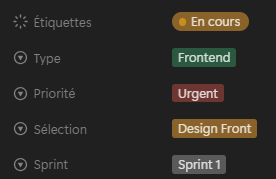 Étiquettes En cours
Type Frontend
Priorité Urgent
Sélection Design Front
Sprint Sprint 1